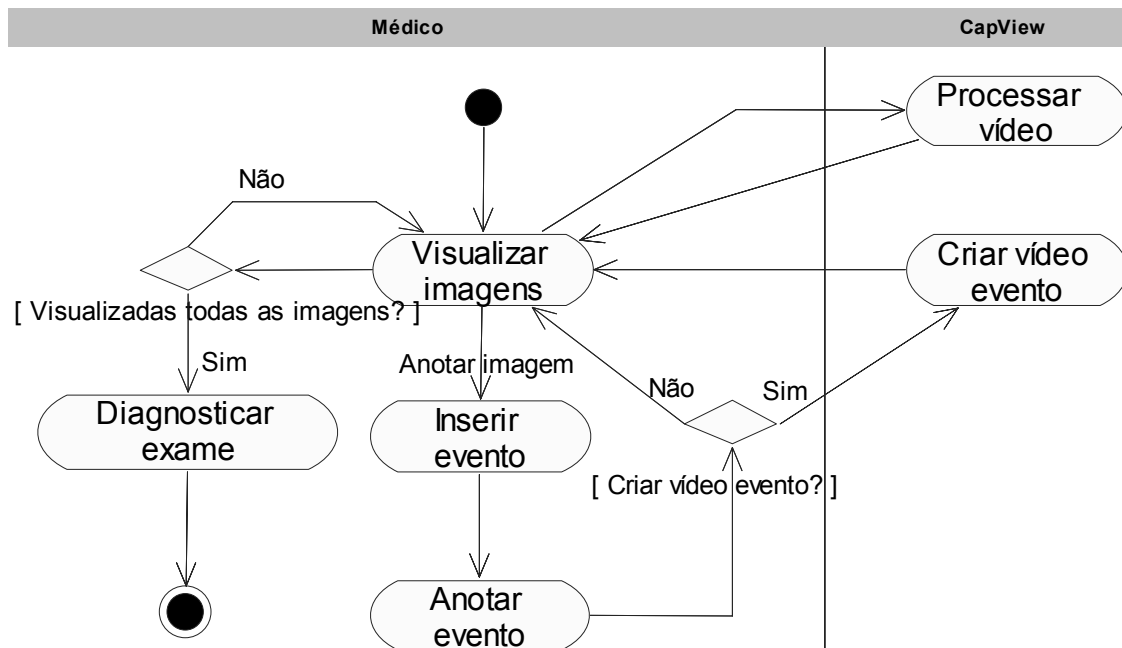 Médico
CapView
Processar
vídeo
Não
Visualizar
imagens
Criar vídeo
evento
[ Visualizadas todas as imagens? ]
Sim
Anotar imagem
Não
Sim
Diagnosticar
exame
Inserir
evento
[ Criar vídeo evento? ]
Anotar
evento